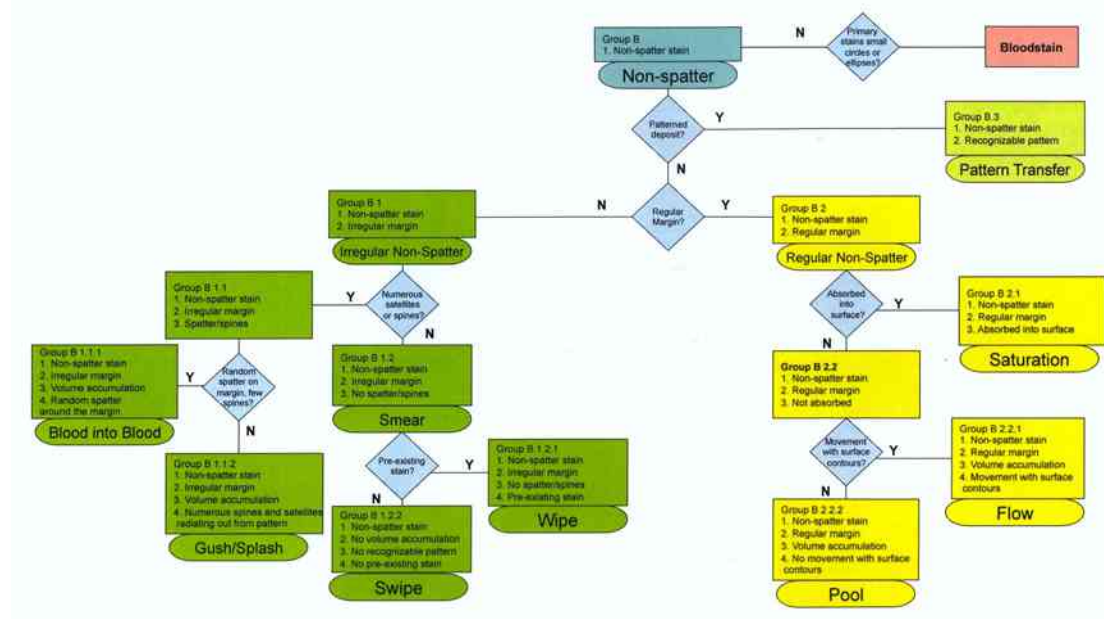 Group B
1. Non-spatter stain
Non-spatter
N
Primary
stains small
circles or
ellipses?
Bloodstain
Patterned
deposit?
Y
Group B.3
1. Non-spatter stain
2. Recognizable pattern
Pattern Transfer
N
Group B 1
1. Non-spatter stain
2. Irregular margin
Irregular Non-Spatter
N
Regular
Margin?
Y
Group B 2
1. Non-spatter stain
2. Regular margin
Regular Non-Spatter
Group B 1.1
1. Non-spatter stain
2. Irregular margin
3. Spatter/spines
Y
Numerous
satellites
or spines?
N
Absorbed
into
surface?
Y
N
Group B 2.1
1. Non-spatter stain
2. Regular margin
3. Absorbed into surface
Saturation
Group B 1.1.1
1. Non-spatter stain
2. Irregular margin
3. Volume accumulation
4. Random spatter
around the margin
Blood into Blood
Y
Random
spatter on
margin, few
spines?
N
Group B 1.2
1. Non-spatter stain
2. Irregular margin
3. No spatter/spines
Smear
Group B 2.2
1. Non-spatter stain
2. Regular margin
3. Not absorbed
Group B 1.1.2
1. Non-spatter stain
2. Irregular margin
3. Volume accumulation
4. Numerous spines and satellites
radiating out from pattern
Gush/Splash
Pre-existing
stain?
Y
N
Group B 1.2.1
1. Non-spatter stain
2. Irregular margin
3. No spatter/spines
4. Pre-existing stain
Wipe
Movement
with surface
contours?
Y
N
Group B 2.2.1
1. Non-spatter stain
2. Regular margin
3. Volume accumulation
4. Movement with surface
contours
Flow
Group B 1.2.2
1. Non-spatter stain
2. No volume accumulation
3. No recognizable pattern
4. No pre-existing stain
Swipe
Group B 2.2.2
1. Non-spatter stain
2. Regular margin
3. Volume accumulation
4. No movement with surface
contours
Pool